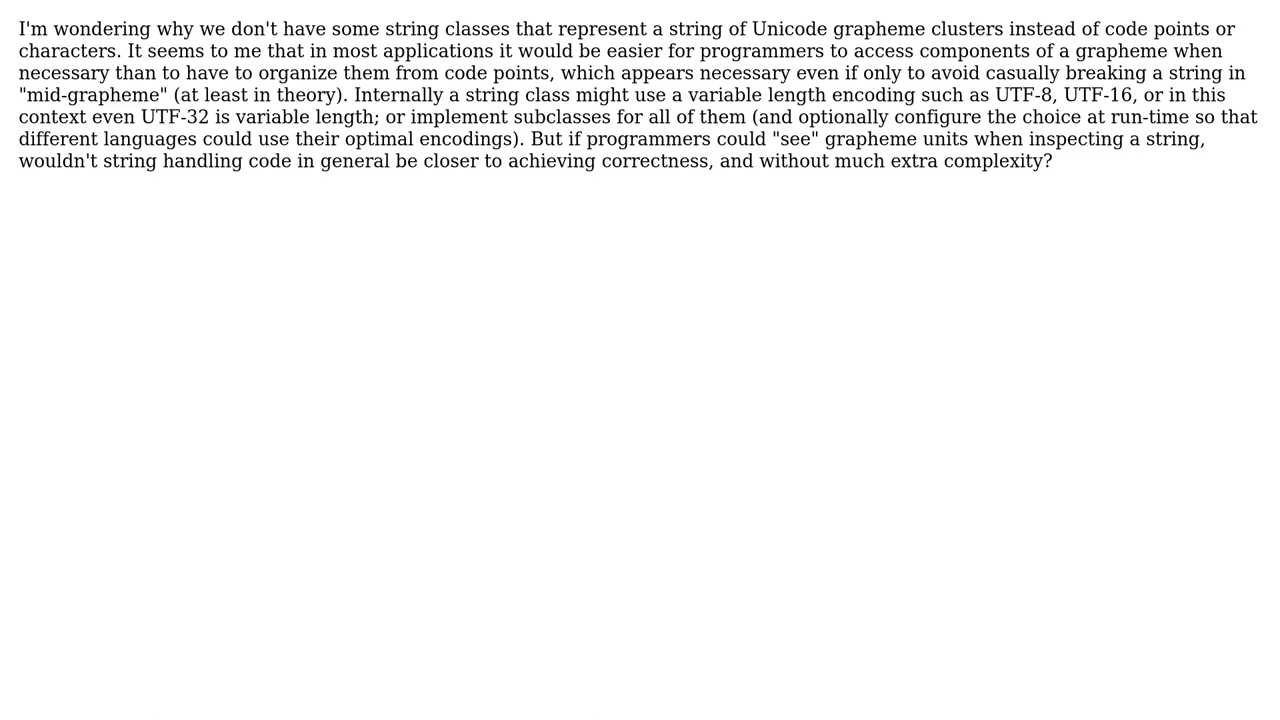 I'm wondering why we don't have some string classes that represent a string of Unicode grapheme clusters instead of code points or
characters. It seems to me that in most applications it would be easier for programmers to access components of a grapheme when
necessary than to have to organize them from code points, which appears necessary even if only to avoid casually breaking a string in
"mid-grapheme" (at least in theory). Internally a string class might use a variable length encoding such as UTF-8, UTF-16, or in this
context even UTF-32 is variable length; or implement subclasses for all of them (and optionally configure the choice at run-time so that
different languages could use their optimal encodings). But if programmers could "see" grapheme units when inspecting a string,
wouldn't string handling code in general be closer to achieving correctness, and without much extra complexity?